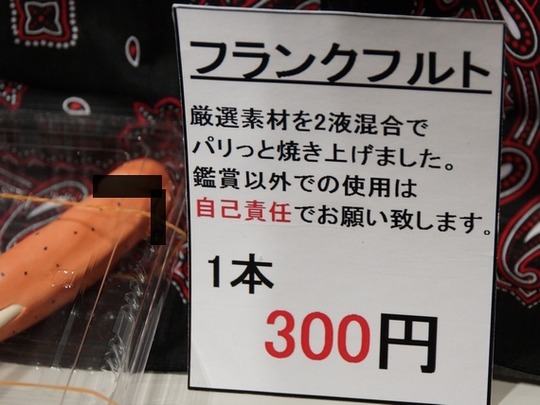 フランクフルト
厳選素材を2液混合で
パリっと焼き上げました。
鑑賞以外での使用は
自己責任でお願い致します。
1本
300円